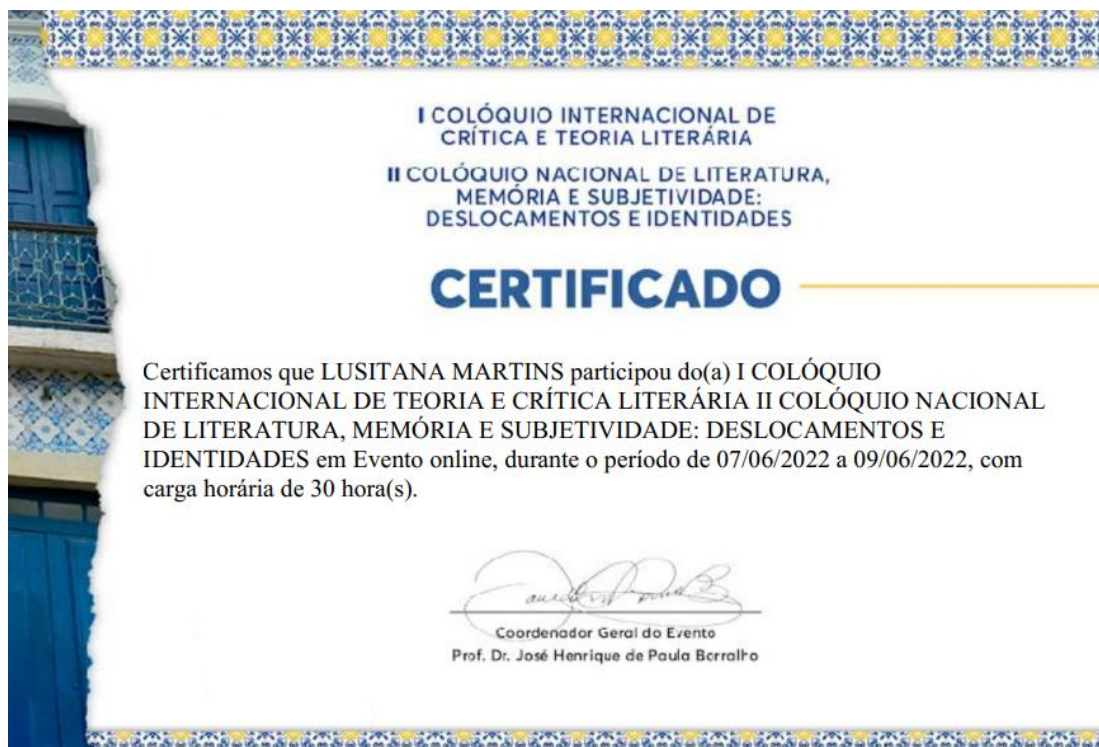 I COLÓQUIO INTERNACIONAL DE
CRÍTICA E TEORIA LITERÁRIA
II COLÓQUIO NACIONAL DE LITERATURA,
MEMÓRIA E SUBJETIVIDADE:
DESLOCAMENTOS E IDENTIDADES
CERTIFICADO
Certificamos que LUSITANA MARTINS participou do(a) I COLÓQUIO
INTERNACIONAL DE TEORIA E CRÍTICA LITERÁRIA II COLÓQUIO NACIONAL
DE LITERATURA, MEMÓRIA E SUBJETIVIDADE: DESLOCAMENTOS E
IDENTIDADES em Evento online, durante o período de 07/06/2022 a 09/06/2022, com
carga horária de 30 hora(s).
Coordenador Geral do Evento
Prof. Dr. José Henrique de Paula Borralho